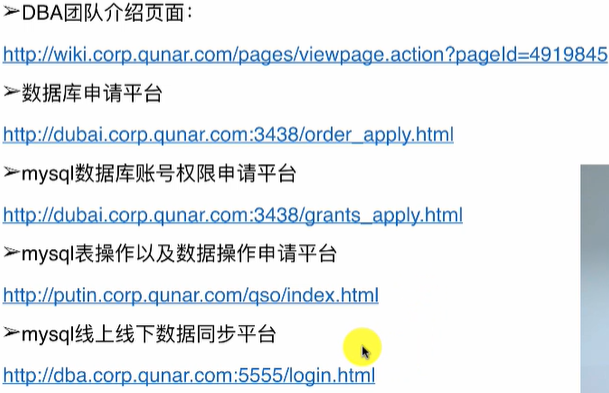 ➢DBA团队介绍页面:
http://wiki.corp.qunar.com/pages/viewpage.action?pageId=4919845
➢数据库申请平台
http://dubai.corp.qunar.com:3438/order_apply.html
➢mysql数据库账号权限申请平台
http://dubai.corp.qunar.com:3438/grants_apply.html
➢mysql表操作以及数据操作申请平台
http://putin.corp.qunar.com/qso/index.html
➢mysql线上线下数据同步平台
http://dba.corp.qunar.com:5555/login.html